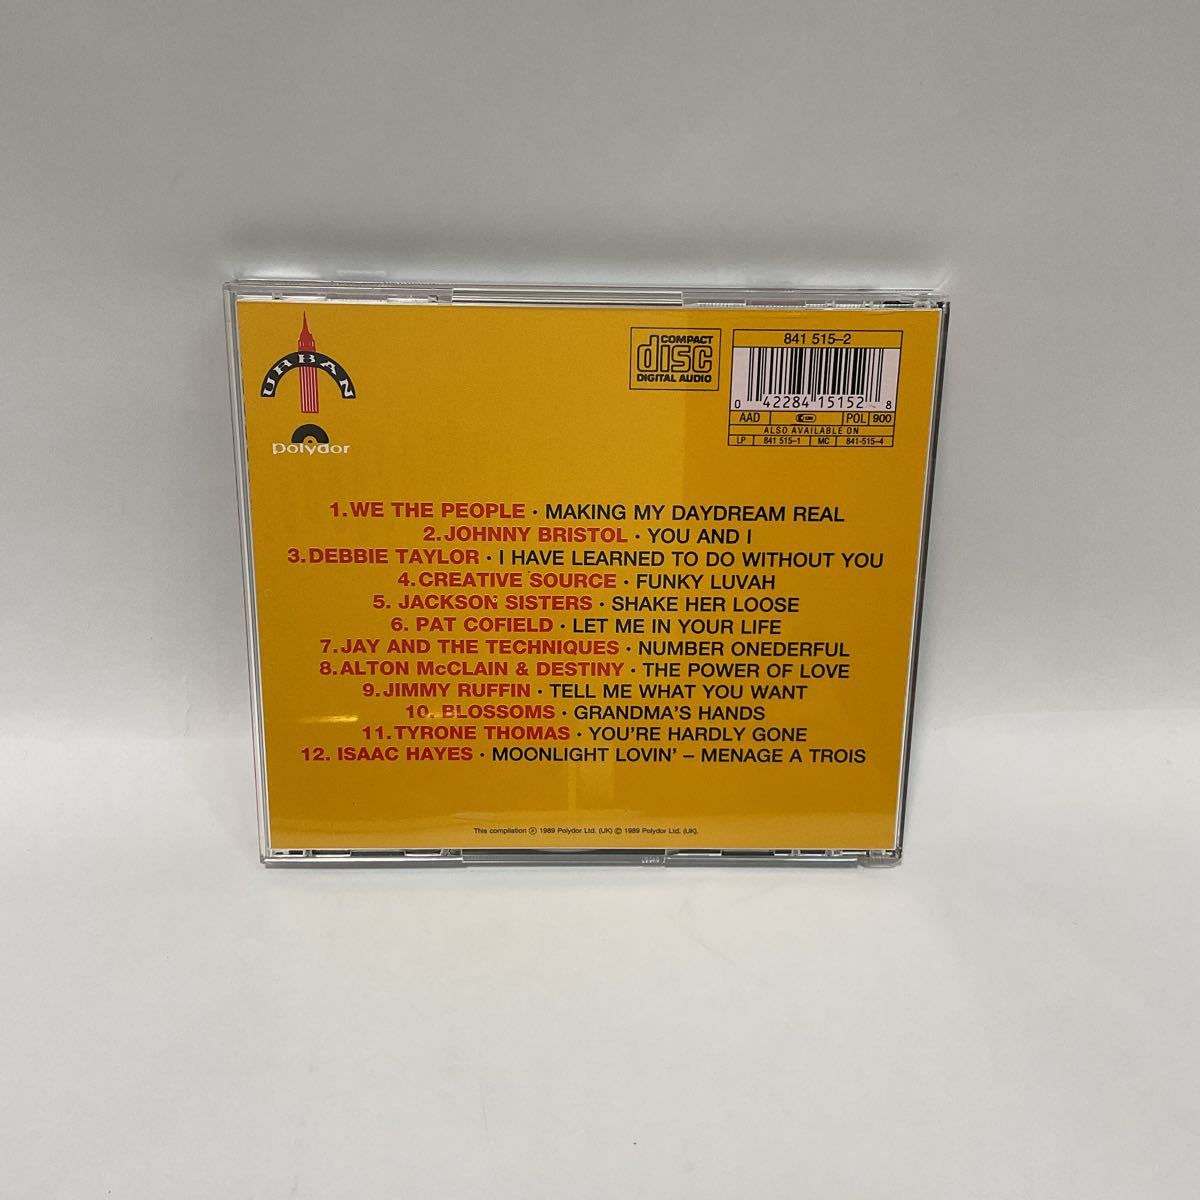 URBAN
polydor
COMPACT
disc
DIGITAL AUDIO
841 515-2
0 42284 15152 8
AAD POL 900
ALSO AVAILABLE ON
LP 841 515-1 MC 841-515-4
1. WE THE PEOPLE · MAKING MY DAYDREAM REAL
2. JOHNNY BRISTOL · YOU AND I
3. DEBBIE TAYLOR · I HAVE LEARNED TO DO WITHOUT YOU
4. CREATIVE SOURCE · FUNKY LUVAH
5. JACKSON SISTERS · SHAKE HER LOOSE
6. PAT COFIELD · LET ME IN YOUR LIFE
7. JAY AND THE TECHNIQUES · NUMBER ONEDERFUL
8. ALTON McCLAIN & DESTINY · THE POWER OF LOVE
9. JIMMY RUFFIN · TELL ME WHAT YOU WANT
10. BLOSSOMS · GRANDMA'S HANDS
11. TYRONE THOMAS · YOU'RE HARDLY GONE
12. ISAAC HAYES · MOONLIGHT LOVIN' – MENAGE A TROIS
This compilation ℗ 1989 Polydor Ltd. (UK) © 1989 Polydor Ltd. (UK).